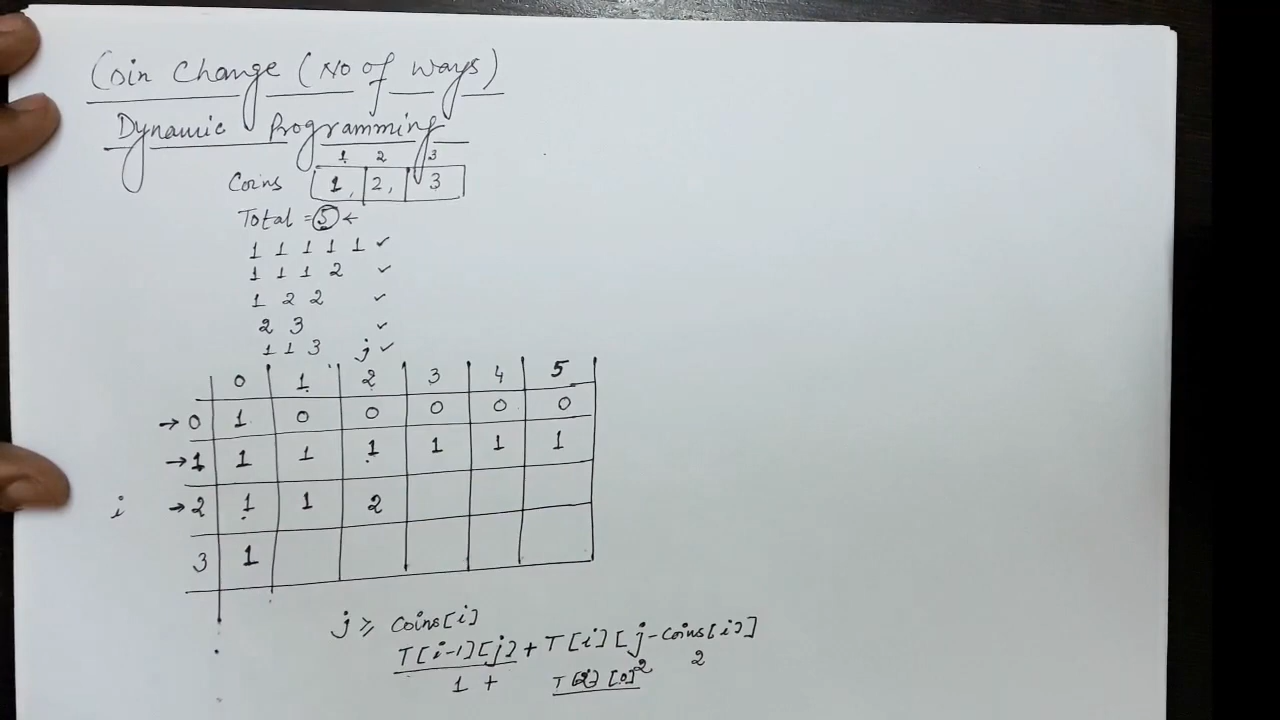 Coin Change (No of ways)
Dynamic Programming
1 2 3
Coins 1, 2, 3
Total = 5 ←
1 1 1 1 1 ✓
1 1 1 2 ✓
1 2 2 ✓
2 3 ✓
1 1 3 ✓
j
0 1 2 3 4 5
→ 0 1 0 0 0 0 0
→ 1 1 1 1 1 1 1
i → 2 1 1 2
3 1
j ≥ Coins[i]
T[i-1][j] + T[i][j-coins[i]]
2 2
1 + T[2][0]